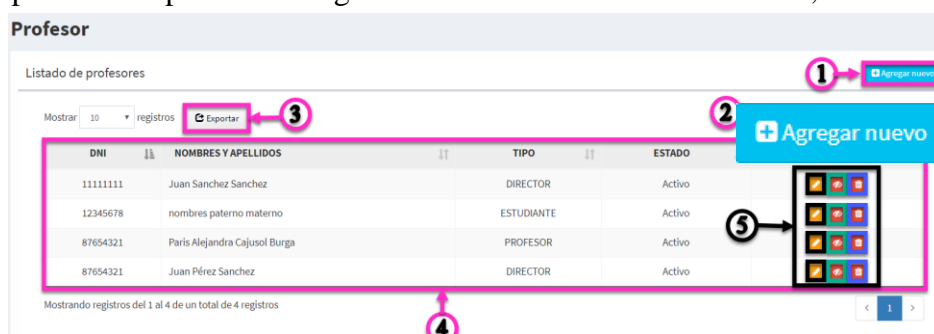 Profesor
Listado de profesores
1
Agregar nuevo
Mostrar 10 registros Exportar 3
2 Agregar nuevo
DNI NOMBRES Y APELLIDOS TIPO ESTADO
11111111 Juan Sanchez Sanchez DIRECTOR Activo
12345678 nombres paterno materno ESTUDIANTE Activo
5
87654321 Paris Alejandra Cajusol Burga PROFESOR Activo
87654321 Juan Pérez Sanchez DIRECTOR Activo
Mostrando registros del 1 al 4 de un total de 4 registros
< 1 >
4